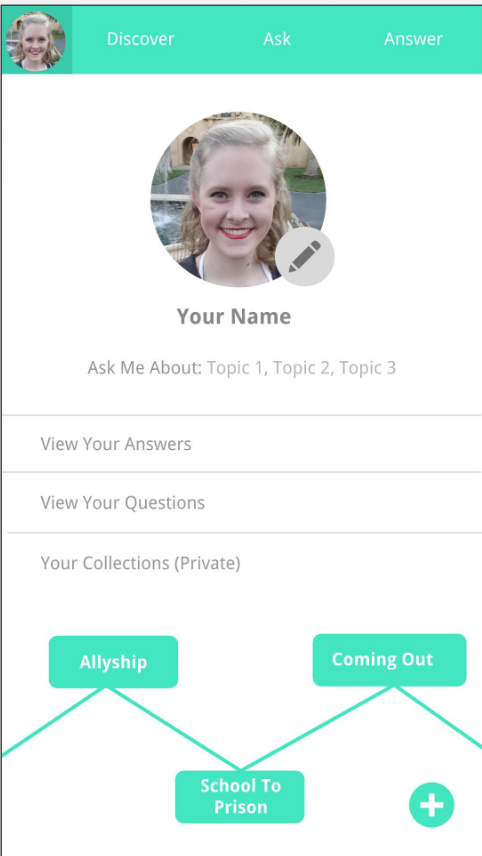 Discover Ask Answer
Your Name
Ask Me About: Topic 1, Topic 2, Topic 3
View Your Answers
View Your Questions
Your Collections (Private)
Allyship
Coming Out
School To
Prison